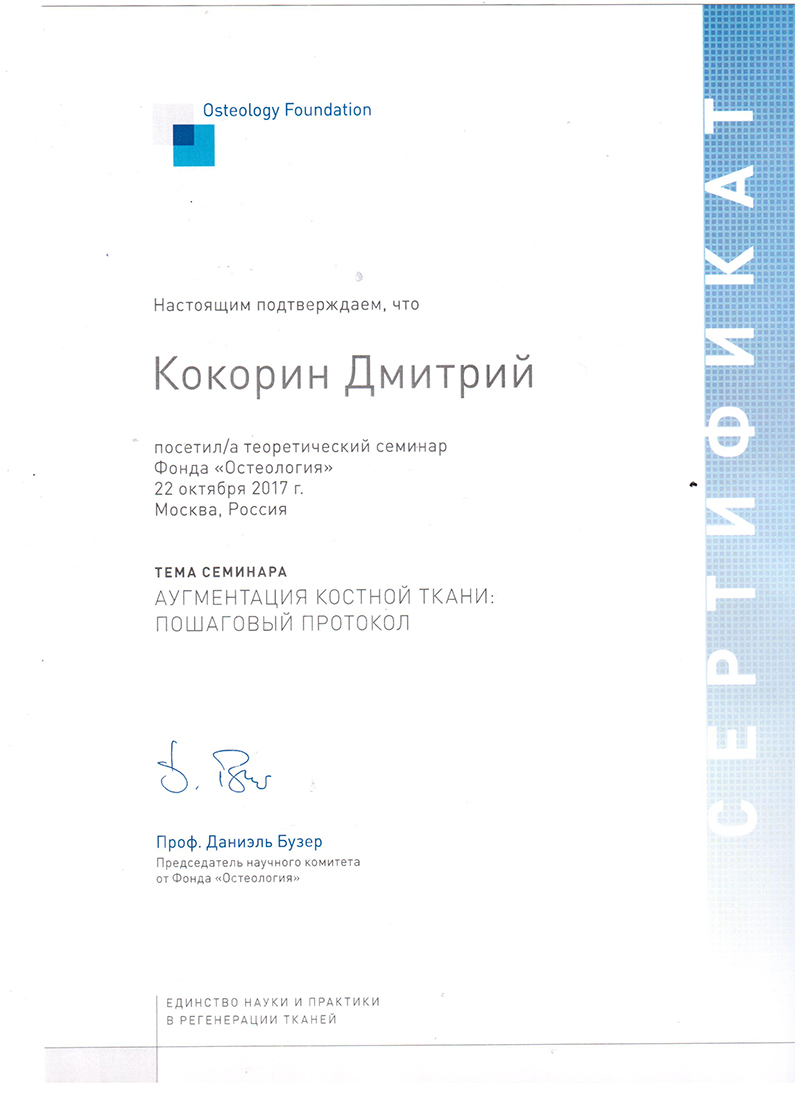 Osteology Foundation
Настоящим подтверждаем, что
Кокорин Дмитрий
посетил/а теоретический семинар
Фонда «Остеология»
22 октября 2017 г.
Москва, Россия
ТЕМА СЕМИНАРА
АУГМЕНТАЦИЯ КОСТНОЙ ТКАНИ:
ПОШАГОВЫЙ ПРОТОКОЛ
Проф. Даниэль Бузер
Председатель научного комитета
от Фонда «Остеология»
ЕДИНСТВО НАУКИ И ПРАКТИКИ
В РЕГЕНЕРАЦИИ ТКАНЕЙ
СЕРТИФИКАТ